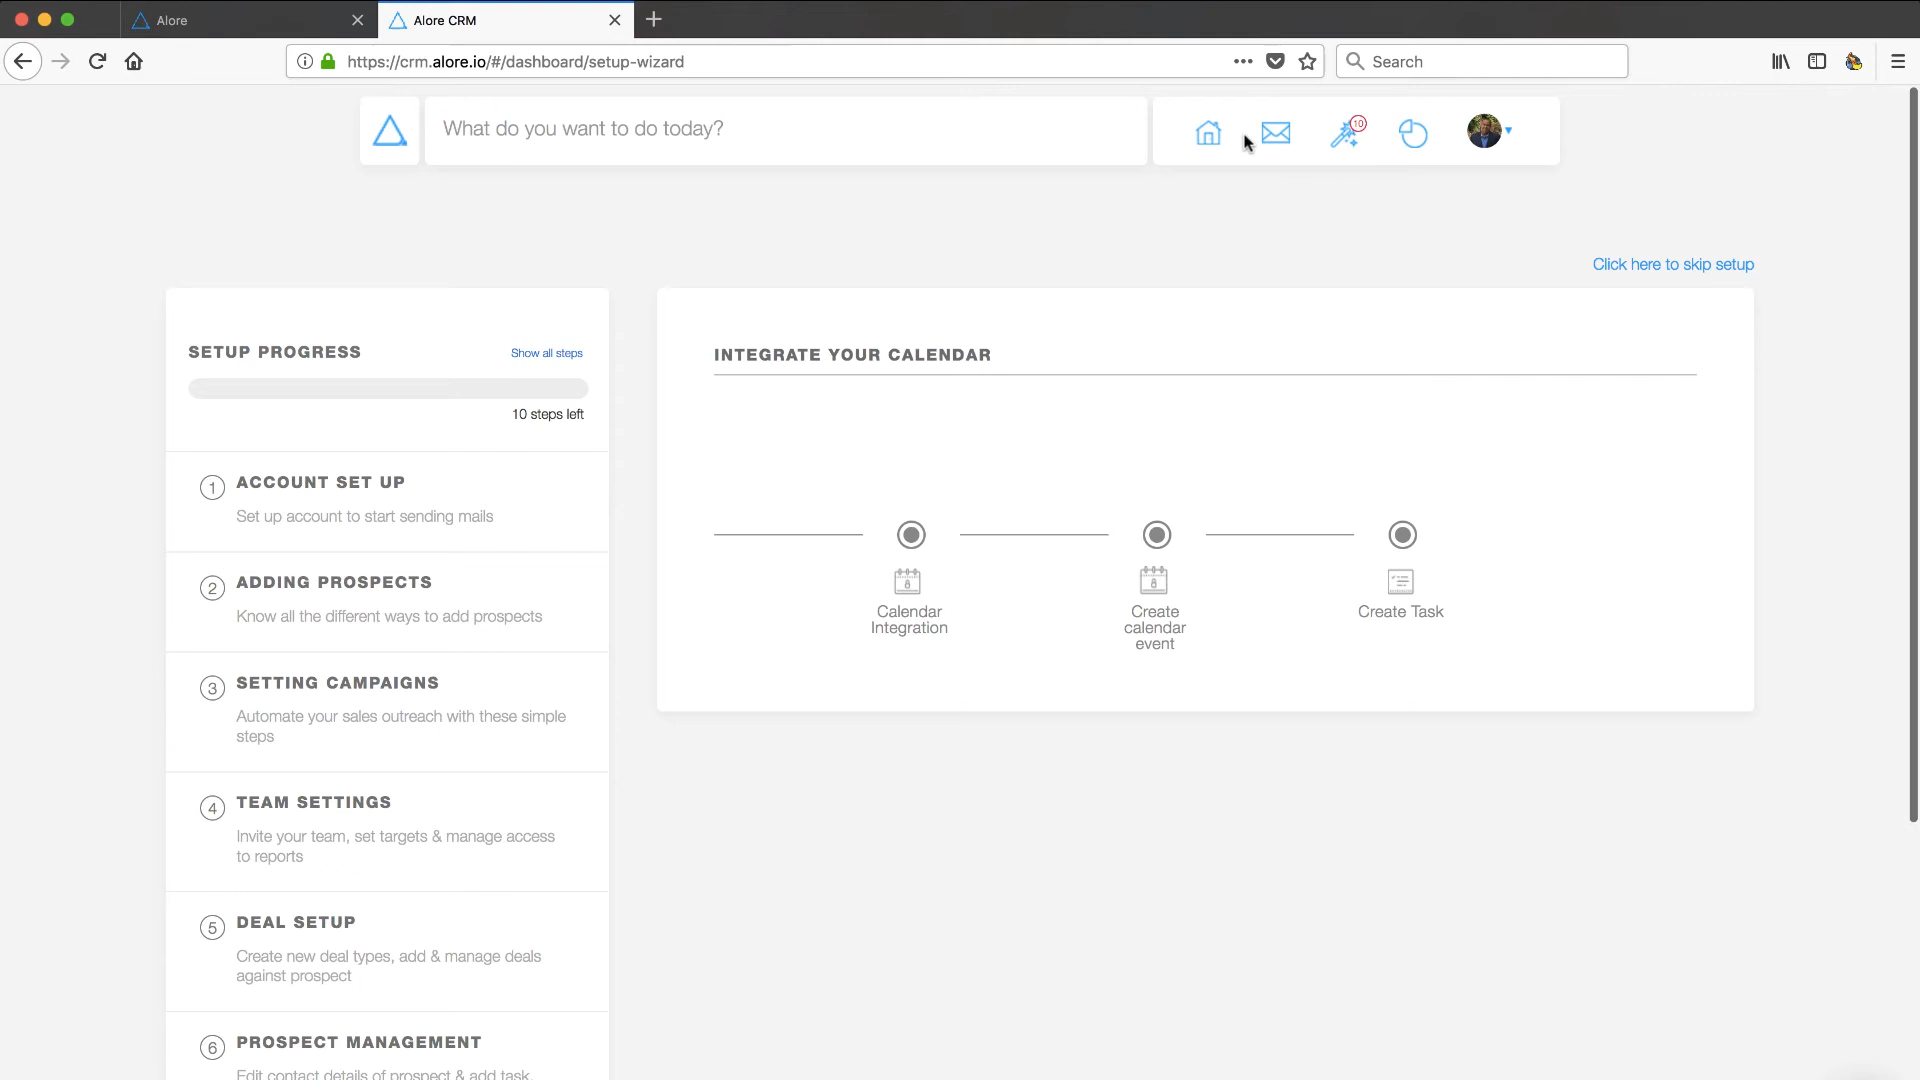 Alore
Alore CRM
https://crm.alore.io/#/dashboard/setup-wizard
Search
What do you want to do today?
10
Click here to skip setup
SETUP PROGRESS
Show all steps
10 steps left
1 ACCOUNT SET UP
Set up account to start sending mails
2 ADDING PROSPECTS
Know all the different ways to add prospects
3 SETTING CAMPAIGNS
Automate your sales outreach with these simple
steps
4 TEAM SETTINGS
Invite your team, set targets & manage access
to reports
5 DEAL SETUP
Create new deal types, add & manage deals
against prospect
6 PROSPECT MANAGEMENT
Edit contact details of prospect & add task,
INTEGRATE YOUR CALENDAR
8
Calendar
Integration
8
Create
calendar
event
Create Task